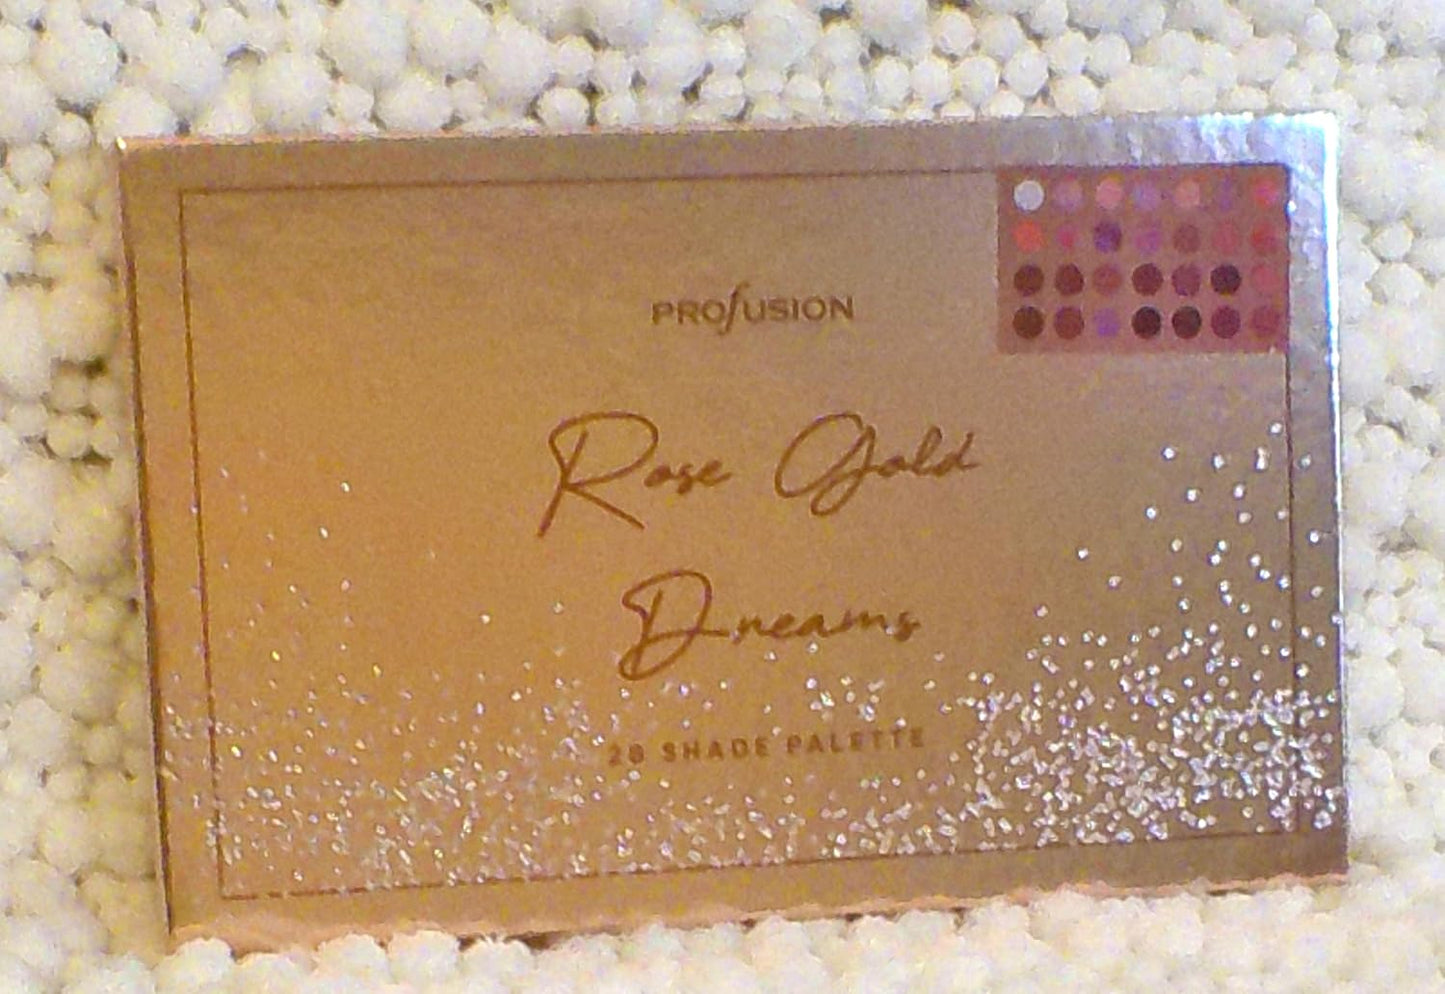 PROFUSION
Rose Gold
Dreams
28 SHADE PALETTE